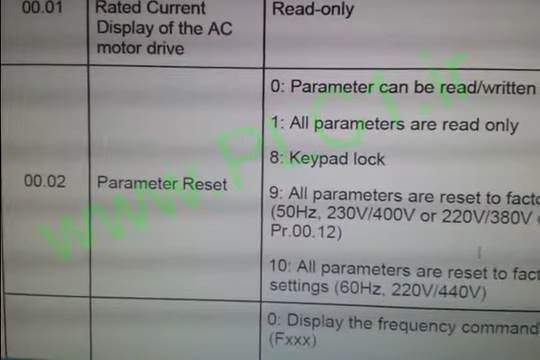 00.01
Rated Current
Display of the AC
motor drive
Read-only
0: Parameter can be read/written
1: All parameters are read only
8: Keypad lock
00.02
Parameter Reset
9: All parameters are reset to facto
(50Hz, 230V/400V or 220V/380V
Pr.00.12)
10: All parameters are reset to fact
settings (60Hz, 220V/440V)
0: Display the frequency command
(Fxxx)
www.PLC1.ir